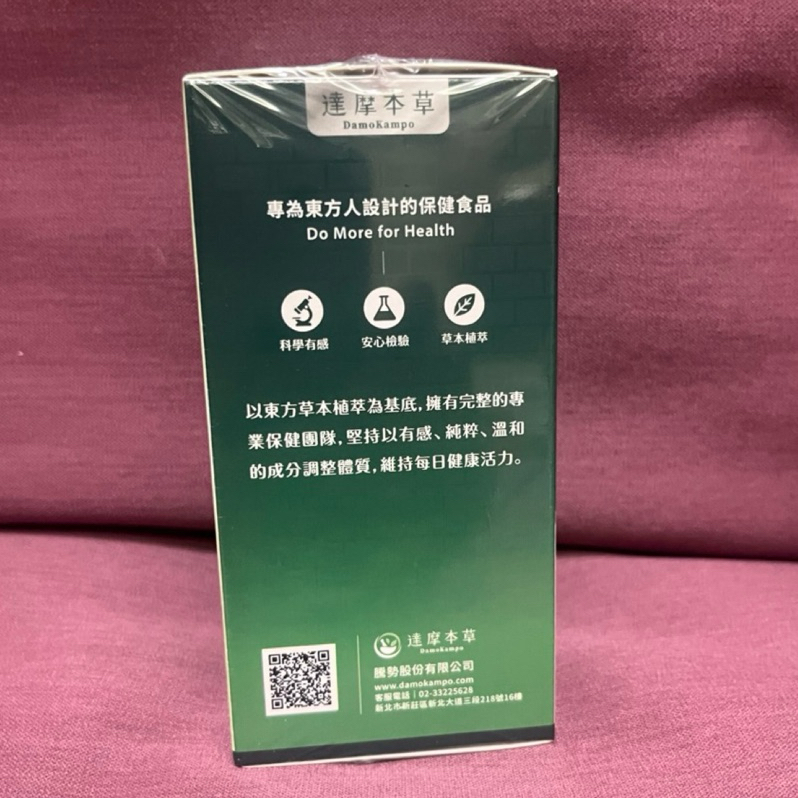 達摩本草
DamoKampo
專為東方人設計的保健食品
Do More for Health
科學有感 安心檢驗 草本植萃
以東方草本植萃為基底,擁有完整的專
業保健團隊,堅持以有感、純粹、溫和
的成分調整體質,維持每日健康活力。
達摩本草
DamoKampo
騰勢股份有限公司
www.damokampo.com
客服電話|02-33225628
新北市新莊區新北大道三段218號16樓